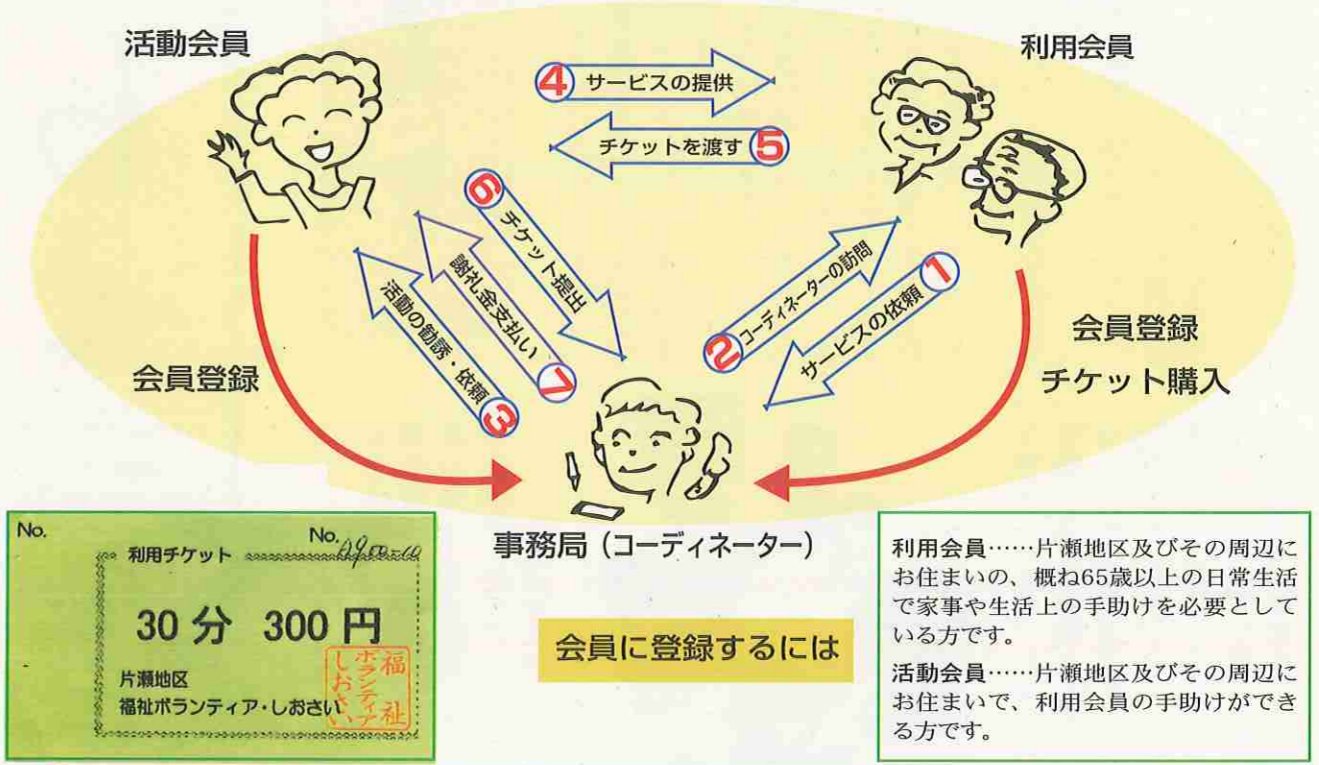 活動会員
利用会員
4 サービスの提供
チケットを渡す 5
6 チケット提出
謝礼金支払い 7
活動の勧誘・依頼 3
2 コーディネーターの訪問
サービスの依頼 1
会員登録
会員登録
チケット購入
事務局（コーディネーター）
No.
No.
利用チケット
30分 300円
片瀬地区
福祉ボランティア・しおさい
福祉
ボランティア
しおさい
会員に登録するには
利用会員……片瀬地区及びその周辺に
お住まいの、概ね65歳以上の日常生活
で家事や生活上の手助けを必要として
いる方です。
活動会員……片瀬地区及びその周辺に
お住まいで、利用会員の手助けができ
る方です。